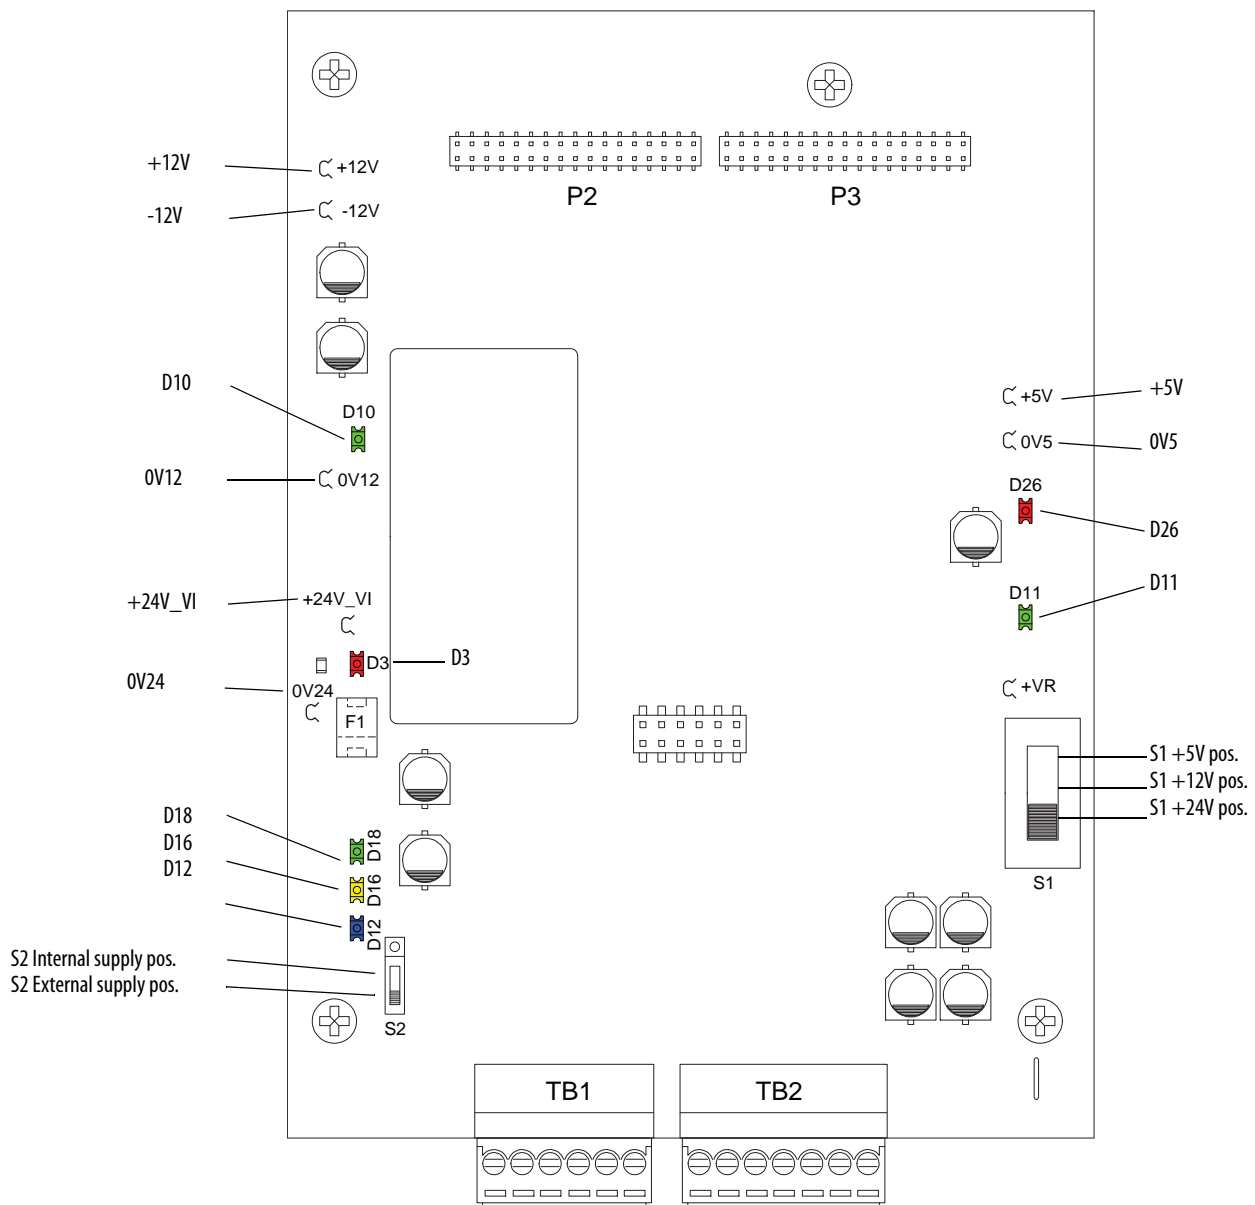 +12V +12V
-12V -12V
P2 P3
D10 D10
0V12 0V12
+5V +5V
0V5 0V5
D26
D26
+24V_VI +24V_VI
D11 D11
D3 D3
0V24 0V24
F1
+VR
S1 +5V pos.
S1 +12V pos.
S1 +24V pos.
S1
D18 D18
D16 D16
D12 D12
S2 Internal supply pos.
S2 External supply pos.
S2
TB1 TB2